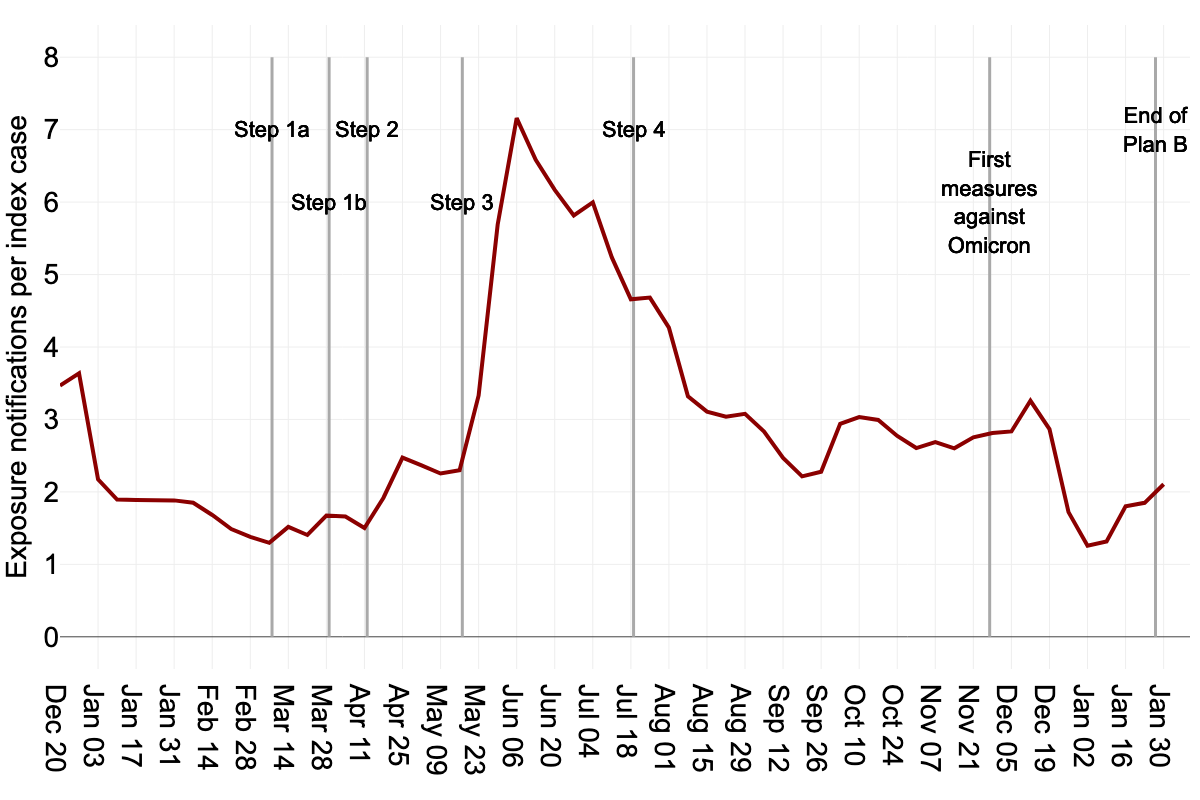 Exposure notifications per index case
8
7
6
5
4
3
2
1
0
Step 1a
Step 1b
Step 2
Step 3
Step 4
First
measures
against
Omicron
End of
Plan B
Dec 20
Jan 03
Jan 17
Jan 31
Feb 14
Feb 28
Mar 14
Mar 28
Apr 11
Apr 25
May 09
May 23
Jun 06
Jun 20
Jul 04
Jul 18
Aug 01
Aug 15
Aug 29
Sep 12
Sep 26
Oct 10
Oct 24
Nov 07
Nov 21
Dec 05
Dec 19
Jan 02
Jan 16
Jan 30